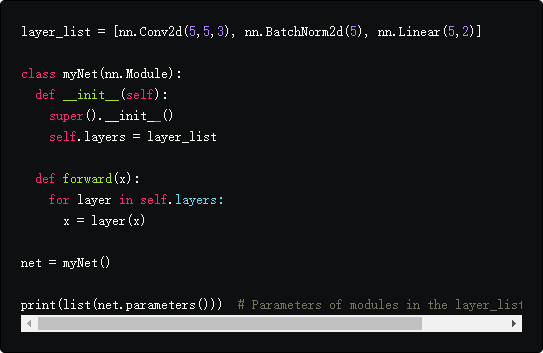 layer_list = [nn.Conv2d(5,5,3), nn.BatchNorm2d(5), nn.Linear(5,2)]
class myNet(nn.Module):
  def __init__(self):
    super().__init__()
    self.layers = layer_list
  def forward(x):
    for layer in self.layers:
      x = layer(x)
net = myNet()
print(list(net.parameters()))  # Parameters of modules in the layer_list